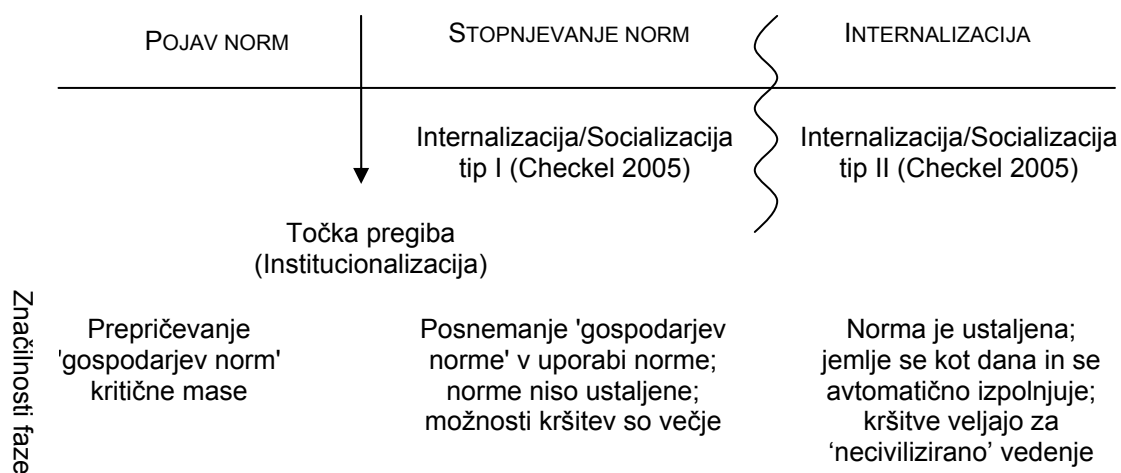 POJAV NORM
STOPNJEVANJE NORM
INTERNALIZACIJA
Internalizacija/Socializacija
tip I (Checkel 2005)
Internalizacija/Socializacija
tip II (Checkel 2005)
Točka pregiba
(Institucionalizacija)
Značilnosti faze
Prepričevanje
'gospodarjev norm'
kritične mase
Posnemanje 'gospodarjev
norme' v uporabi norme;
norme niso ustaljene;
možnosti kršitev so večje
Norma je ustaljena;
jemlje se kot dana in se
avtomatično izpolnjuje;
kršitve veljajo za
‘necivilizirano’ vedenje